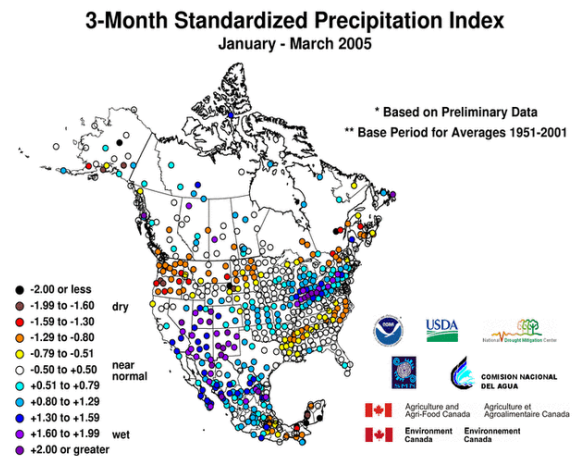 3-Month Standardized Precipitation Index
January - March 2005
* Based on Preliminary Data
** Base Period for Averages 1951-2001
-2.00 or less
-1.99 to -1.60
dry
-1.59 to -1.30
-1.29 to -0.80
-0.79 to -0.51
-0.50 to +0.50
near
normal
+0.51 to +0.79
+0.80 to +1.29
+1.30 to +1.59
+1.60 to +1.99
wet
+2.00 or greater
USDA
National Drought Mitigation Center
COMISION NACIONAL
DEL AGUA
Agriculture and
Agri-Food Canada
Agriculture et
Agroalimentaire Canada
Environment
Canada
Environnement
Canada